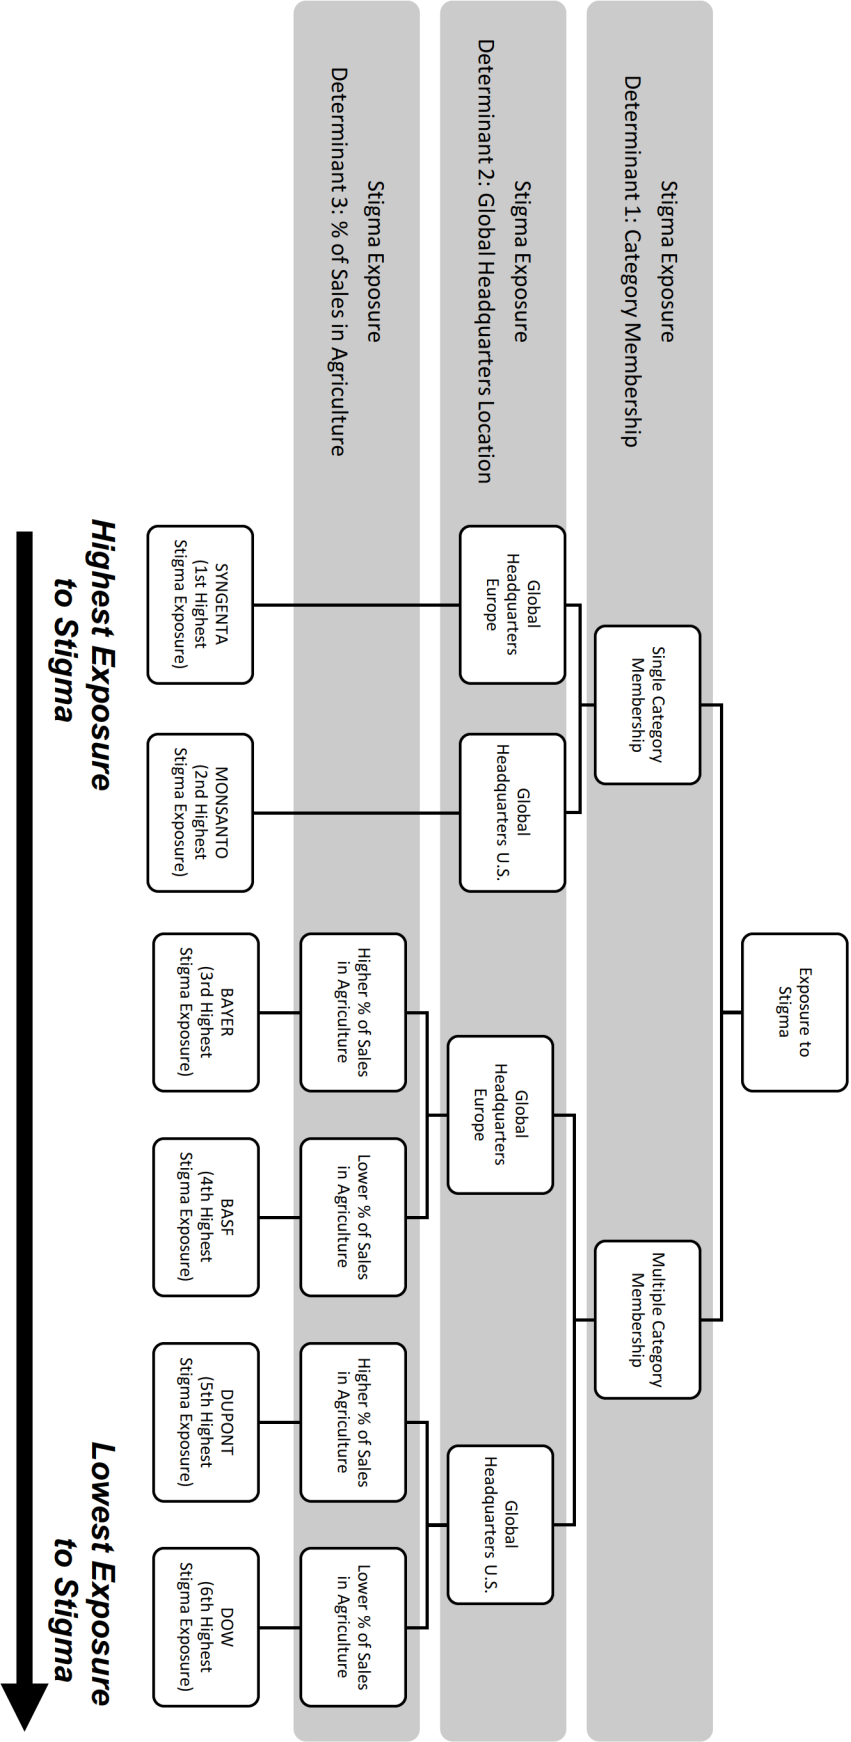 Exposure to
Stigma
Stigma Exposure
Determinant 1: Category Membership
Single Category
Membership
Multiple Category
Membership
Stigma Exposure
Determinant 2: Global Headquarters Location
Global
Headquarters
Europe
Global
Headquarters U.S.
Global
Headquarters
Europe
Global
Headquarters U.S.
Stigma Exposure
Determinant 3: % of Sales in Agriculture
Higher % of Sales
in Agriculture
Lower % of Sales
in Agriculture
Higher % of Sales
in Agriculture
Lower % of Sales
in Agriculture
SYNGENTA
(1st Highest
Stigma Exposure)
MONSANTO
(2nd Highest
Stigma Exposure)
BAYER
(3rd Highest
Stigma Exposure)
BASF
(4th Highest
Stigma Exposure)
DUPONT
(5th Highest
Stigma Exposure)
DOW
(6th Highest
Stigma Exposure)
Highest Exposure
to Stigma
Lowest Exposure
to Stigma